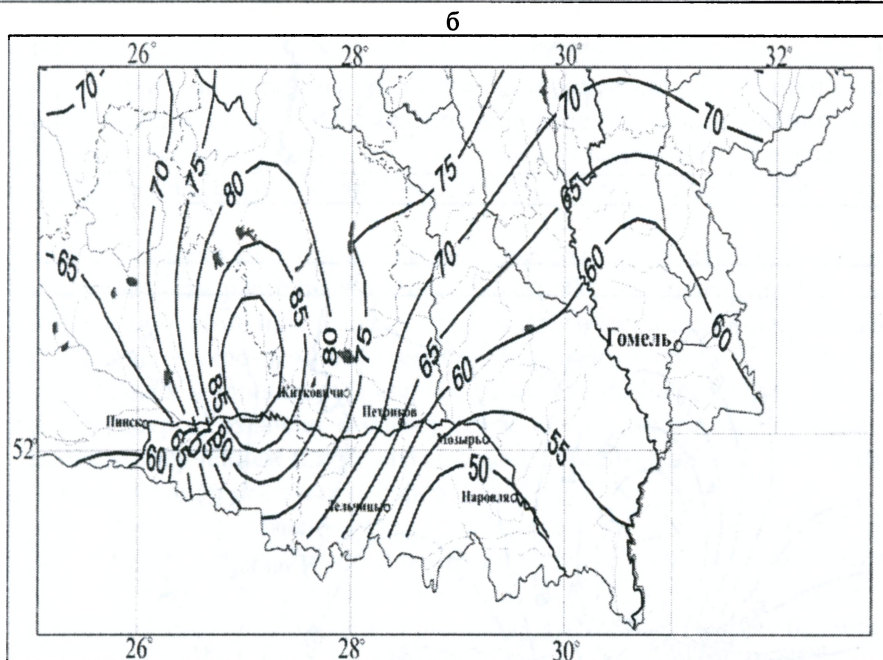 б
26° 28° 30° 32°
70 70 70
75
70 75 80 65
65 70 60
85
60
Гомель
80 75 65
60
85 Житковичи
Пинск Петриков
52° 60 Мозырь 55
50
Лельчицы Наровля
26° 28° 30°